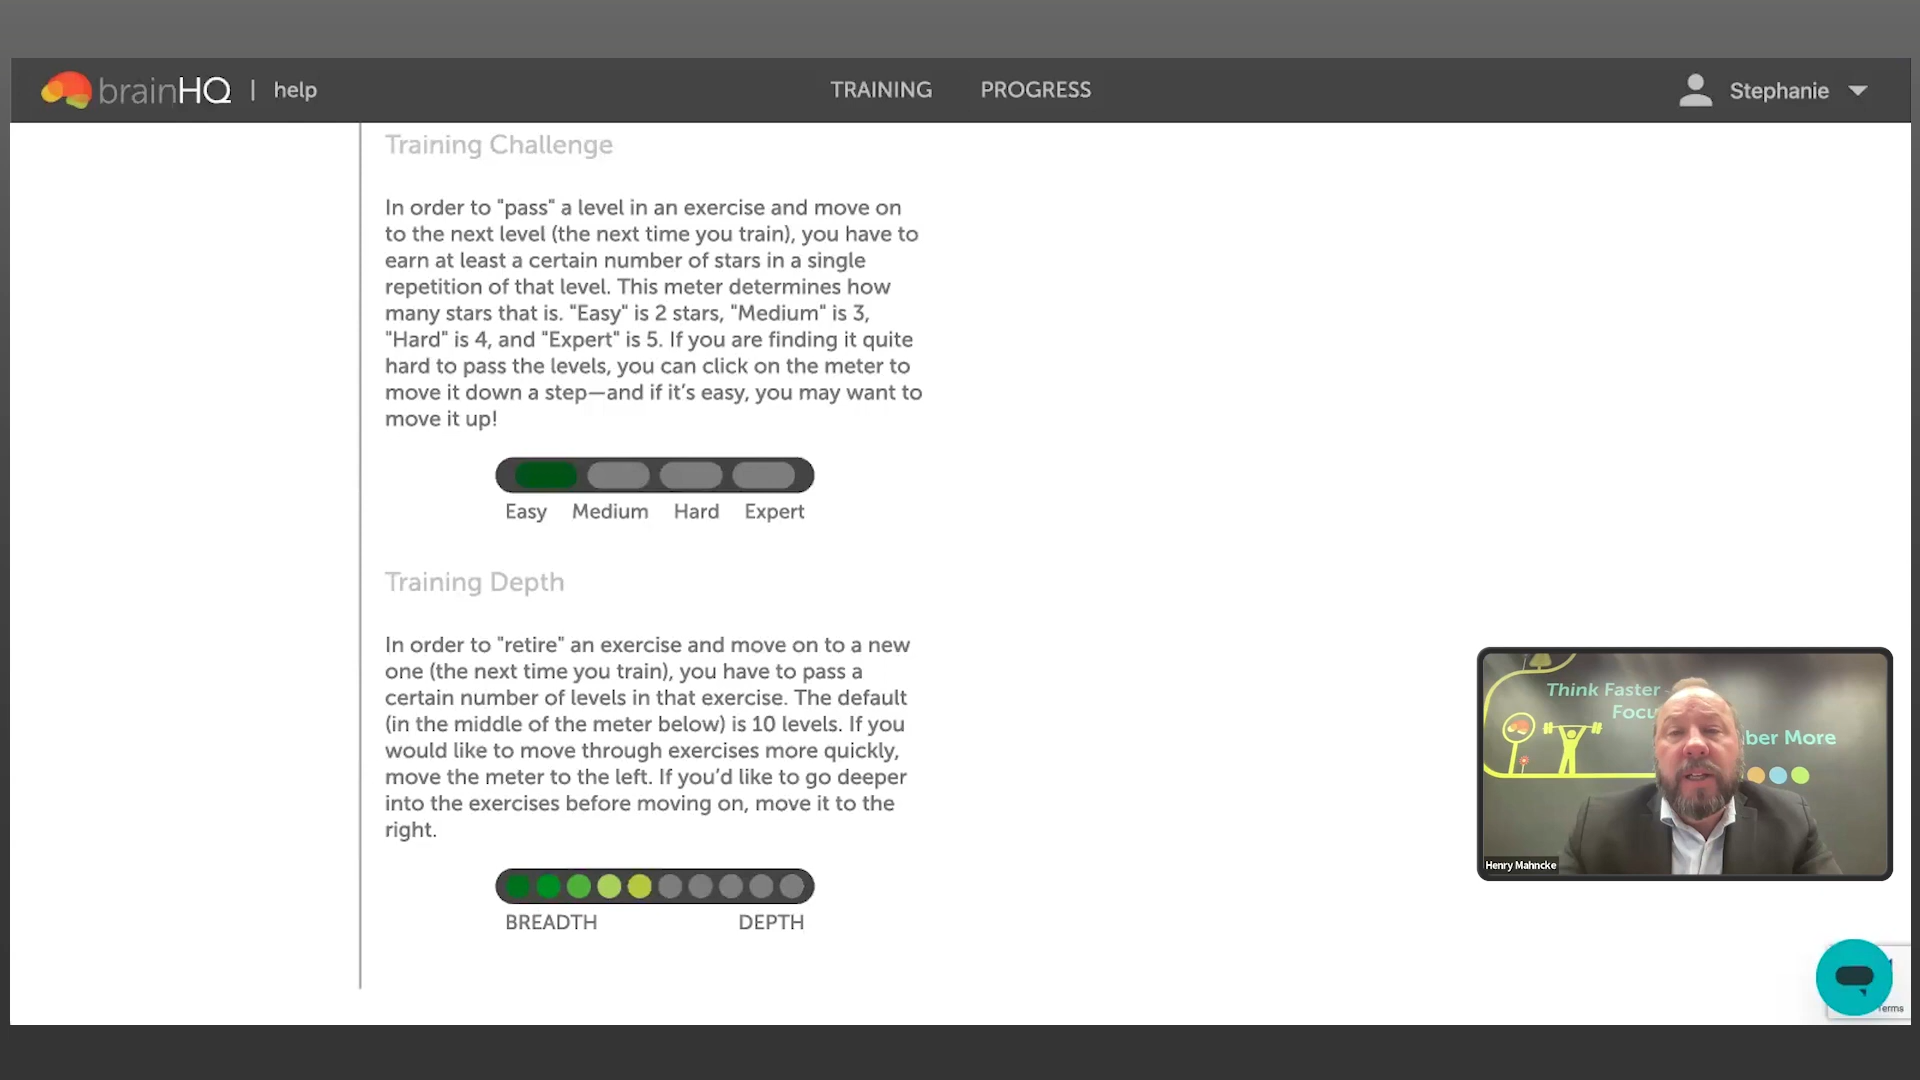 brainHQ | help
TRAINING
PROGRESS
Stephanie
Training Challenge
In order to "pass" a level in an exercise and move on
to the next level (the next time you train), you have to
earn at least a certain number of stars in a single
repetition of that level. This meter determines how
many stars that is. "Easy" is 2 stars, "Medium" is 3,
"Hard" is 4, and "Expert" is 5. If you are finding it quite
hard to pass the levels, you can click on the meter to
move it down a step—and if it’s easy, you may want to
move it up!
Easy Medium Hard Expert
Training Depth
In order to "retire" an exercise and move on to a new
one (the next time you train), you have to pass a
certain number of levels in that exercise. The default
(in the middle of the meter below) is 10 levels. If you
would like to move through exercises more quickly,
move the meter to the left. If you’d like to go deeper
into the exercises before moving on, move it to the
right.
BREADTH DEPTH
Think Faster
Focu
ber More
Henry Mahncke
Terms